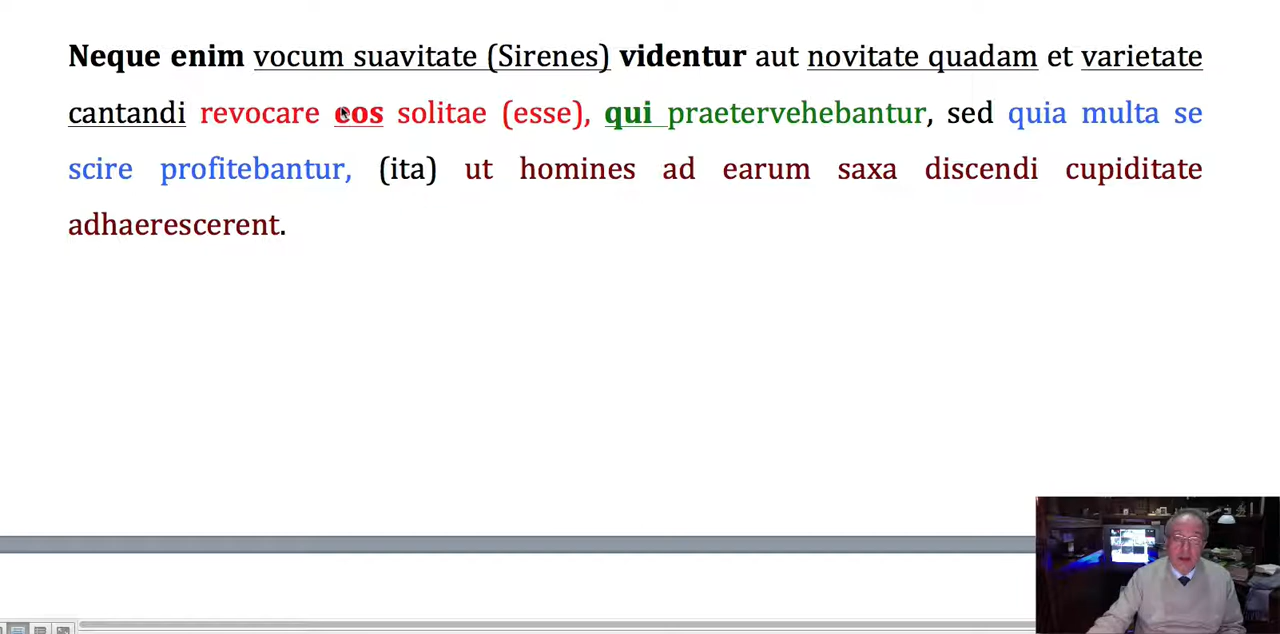 Neque enim vocum suavitate (Sirenes) videntur aut novitate quadam et varietate
cantandi revocare eos solitae (esse), qui praetervehebantur, sed quia multa se
scire profitebantur, (ita) ut homines ad earum saxa discendi cupiditate
adhaerescerent.